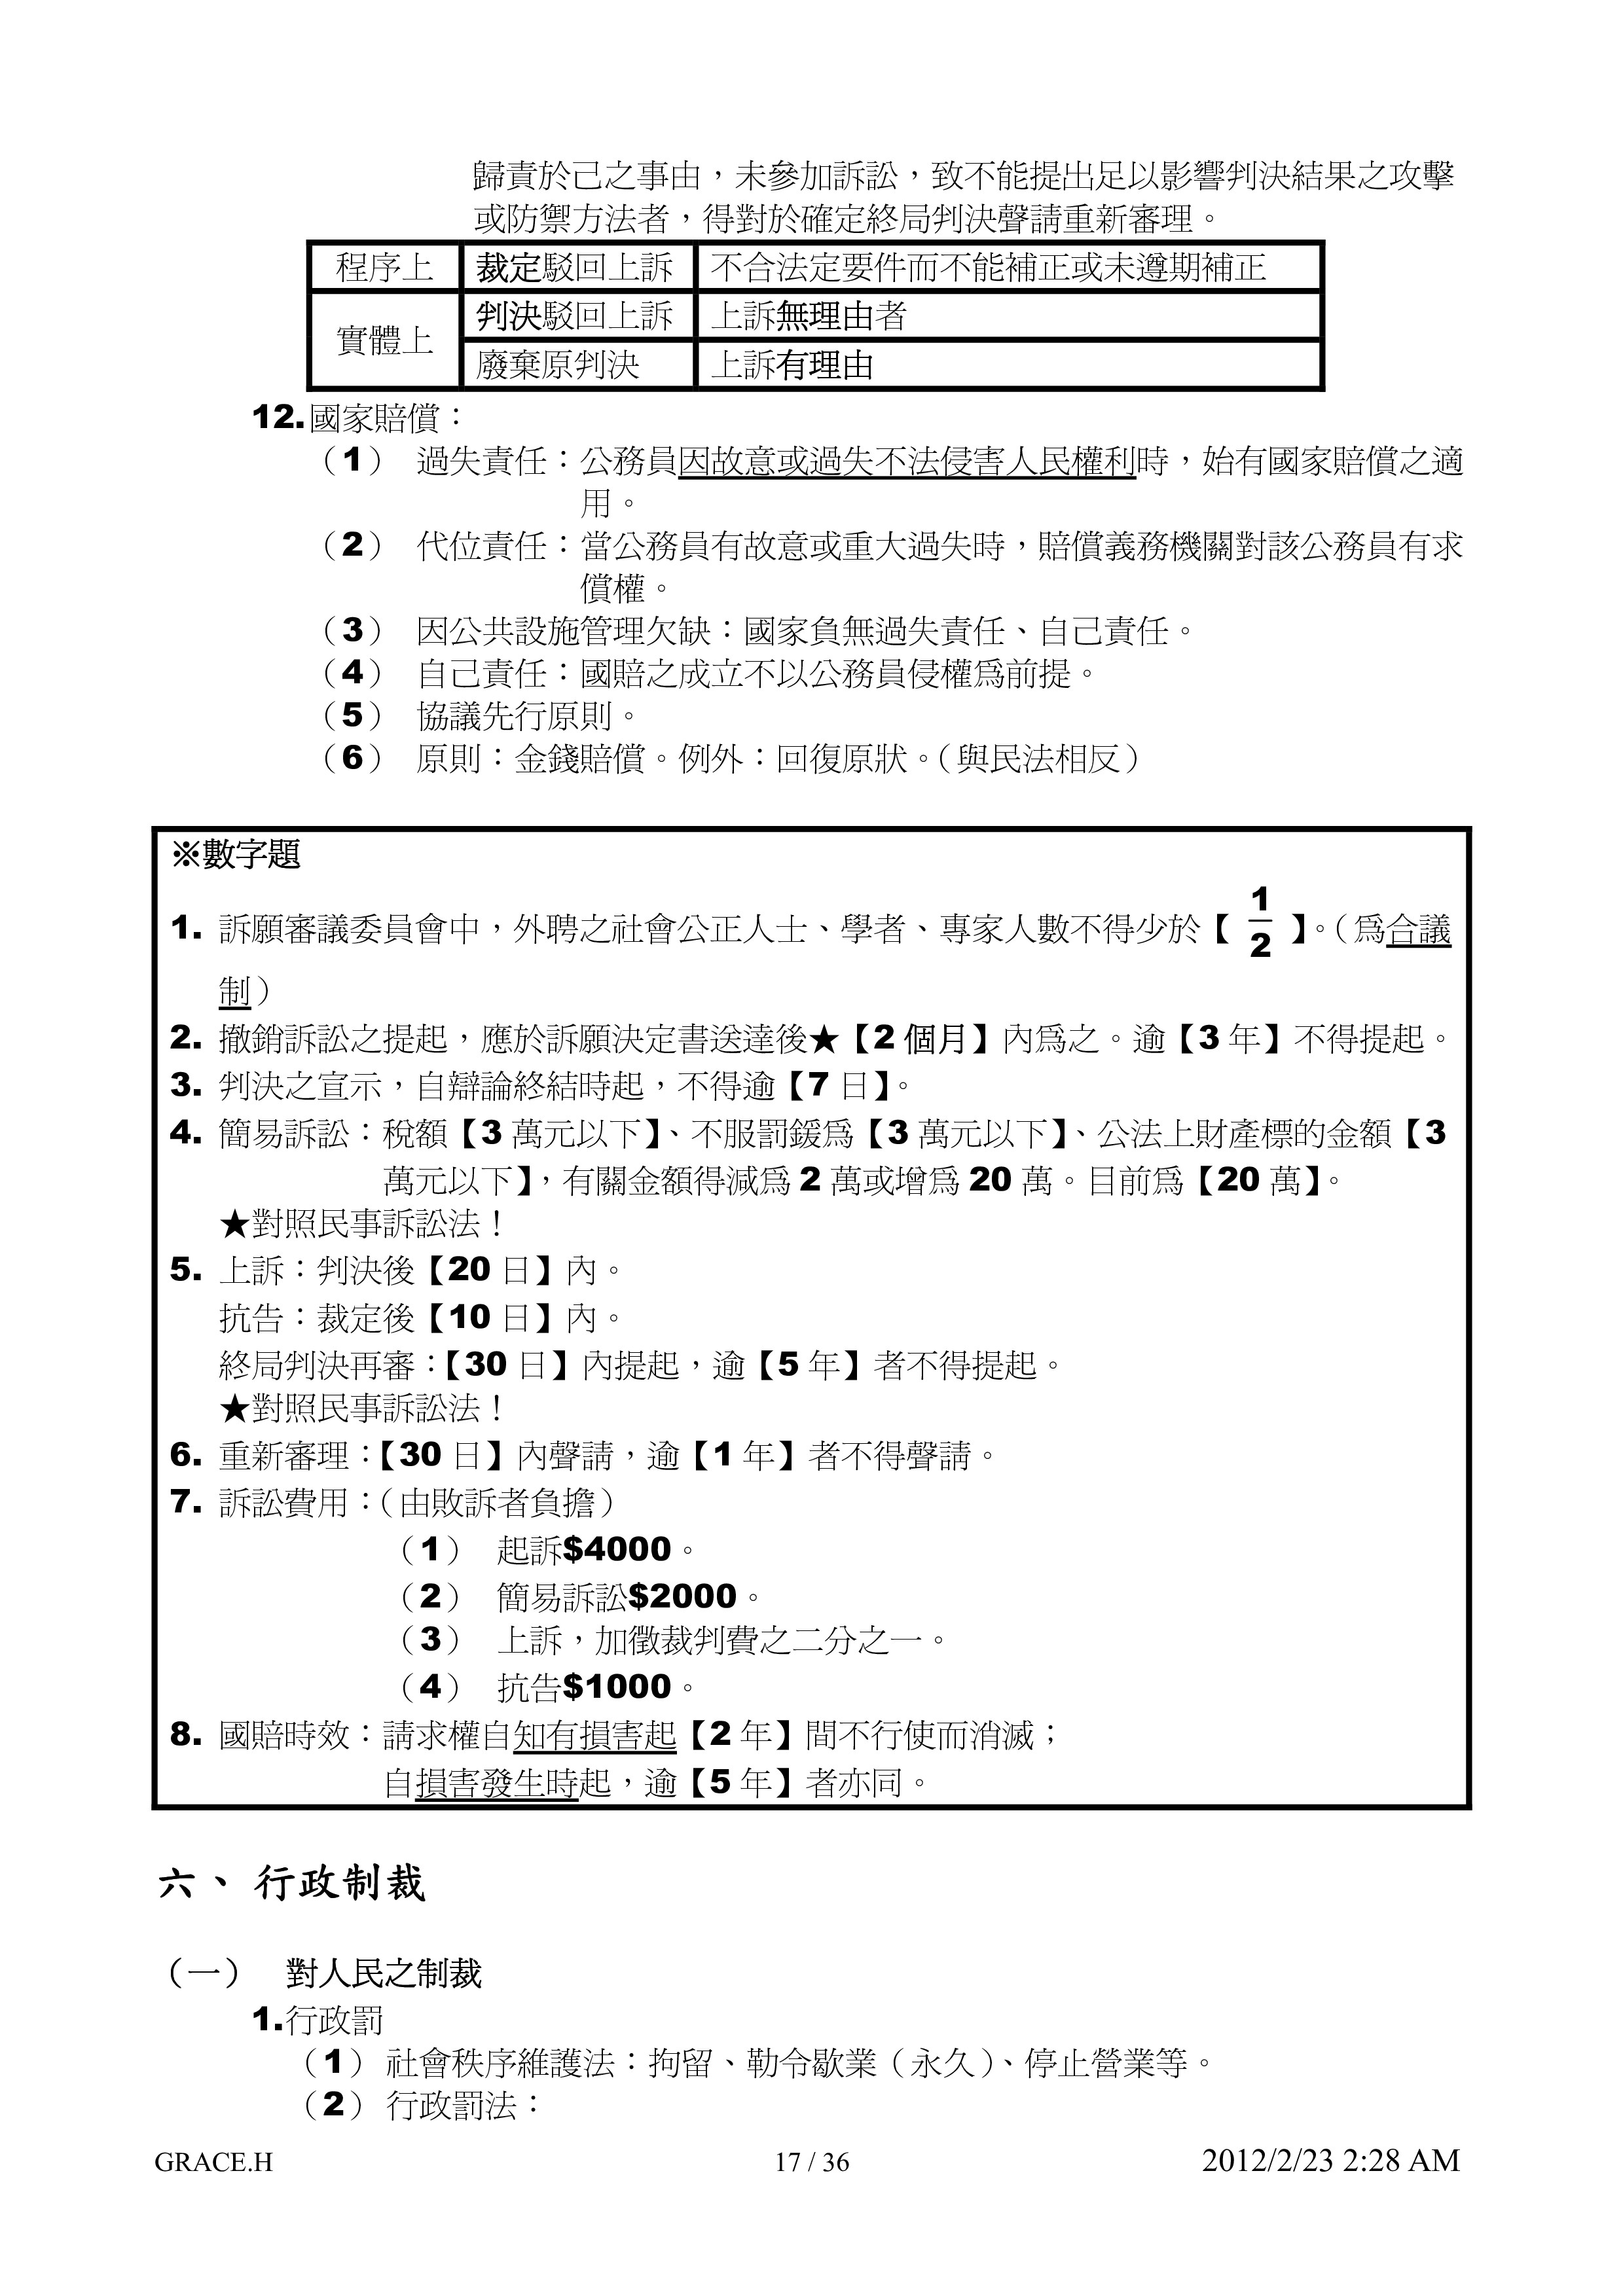 歸責於己之事由，未參加訴訟，致不能提出足以影響判決結果之攻擊
或防禦方法者，得對於確定終局判決聲請重新審理。
程序上 裁定駁回上訴 不合法定要件而不能補正或未遵期補正
實體上 判決駁回上訴 上訴無理由者
廢棄原判決 上訴有理由
12.國家賠償：
（1） 過失責任：公務員因故意或過失不法侵害人民權利時，始有國家賠償之適
用。
（2） 代位責任：當公務員有故意或重大過失時，賠償義務機關對該公務員有求
償權。
（3） 因公共設施管理欠缺：國家負無過失責任、自己責任。
（4） 自己責任：國賠之成立不以公務員侵權為前提。
（5） 協議先行原則。
（6） 原則：金錢賠償。例外：回復原狀。（與民法相反）
※數字題
1. 訴願審議委員會中，外聘之社會公正人士、學者、專家人數不得少於【 1/2 】。（為合議
制）
2. 撤銷訴訟之提起，應於訴願決定書送達後★【2 個月】內為之。逾【3 年】不得提起。
3. 判決之宣示，自辯論終結時起，不得逾【7 日】。
4. 簡易訴訟：稅額【3 萬元以下】、不服罰鍰為【3 萬元以下】、公法上財產標的金額【3
萬元以下】，有關金額得減為 2 萬或增為 20 萬。目前為【20 萬】。
★對照民事訴訟法！
5. 上訴：判決後【20 日】內。
抗告：裁定後【10 日】內。
終局判決再審：【30 日】內提起，逾【5 年】者不得提起。
★對照民事訴訟法！
6. 重新審理：【30 日】內聲請，逾【1 年】者不得聲請。
7. 訴訟費用：（由敗訴者負擔）
（1） 起訴$4000。
（2） 簡易訴訟$2000。
（3） 上訴，加徵裁判費之二分之一。
（4） 抗告$1000。
8. 國賠時效：請求權自知有損害起【2 年】間不行使而消滅；
自損害發生時起，逾【5 年】者亦同。
六、 行政制裁
（一） 對人民之制裁
1.行政罰
（1） 社會秩序維護法：拘留、勒令歇業（永久）、停止營業等。
（2） 行政罰法：
GRACE.H 17 / 36 2012/2/23 2:28 AM